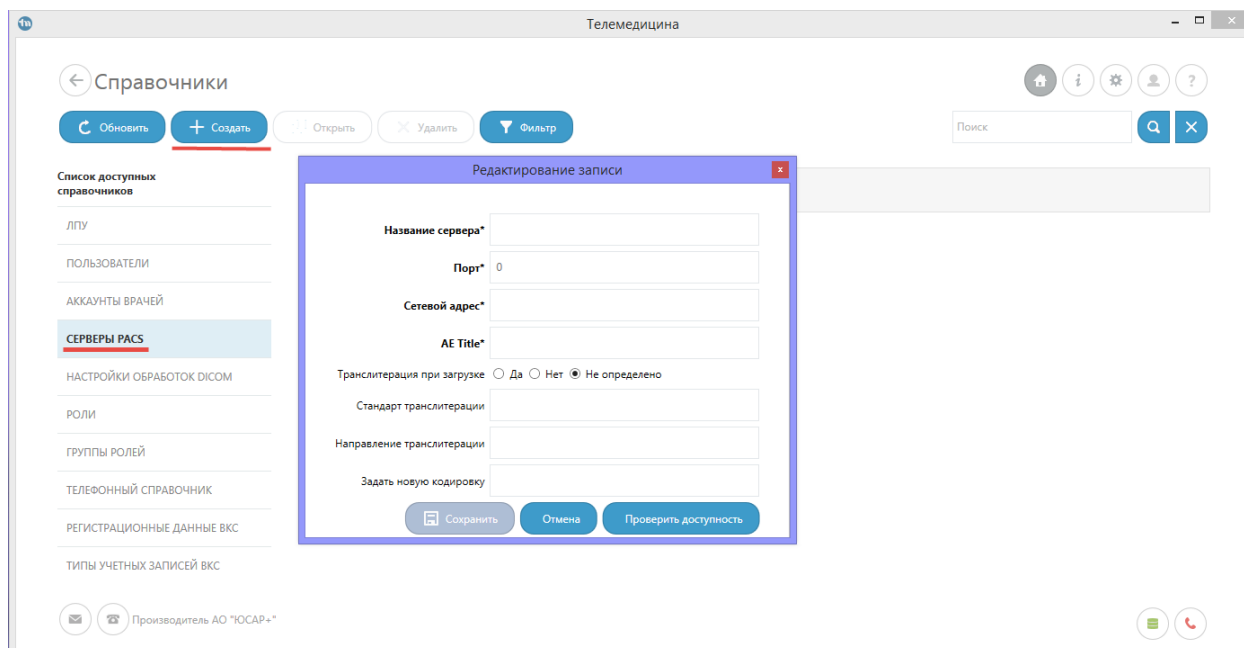 Телемедицина
Справочники
Обновить
Создать
Открыть
Удалить
Фильтр
Поиск
Список доступных
справочников
ЛПУ
ПОЛЬЗОВАТЕЛИ
АККАУНТЫ ВРАЧЕЙ
СЕРВЕРЫ PACS
НАСТРОЙКИ ОБРАБОТОК DICOM
РОЛИ
ГРУППЫ РОЛЕЙ
ТЕЛЕФОННЫЙ СПРАВОЧНИК
РЕГИСТРАЦИОННЫЕ ДАННЫЕ ВКС
ТИПЫ УЧЕТНЫХ ЗАПИСЕЙ ВКС
Редактирование записи
Название сервера*
Порт* 0
Сетевой адрес*
AE Title*
Транслитерация при загрузке Да Нет Не определено
Стандарт транслитерации
Направление транслитерации
Задать новую кодировку
Сохранить Отмена Проверить доступность
Производитель АО "ЮСАР+"